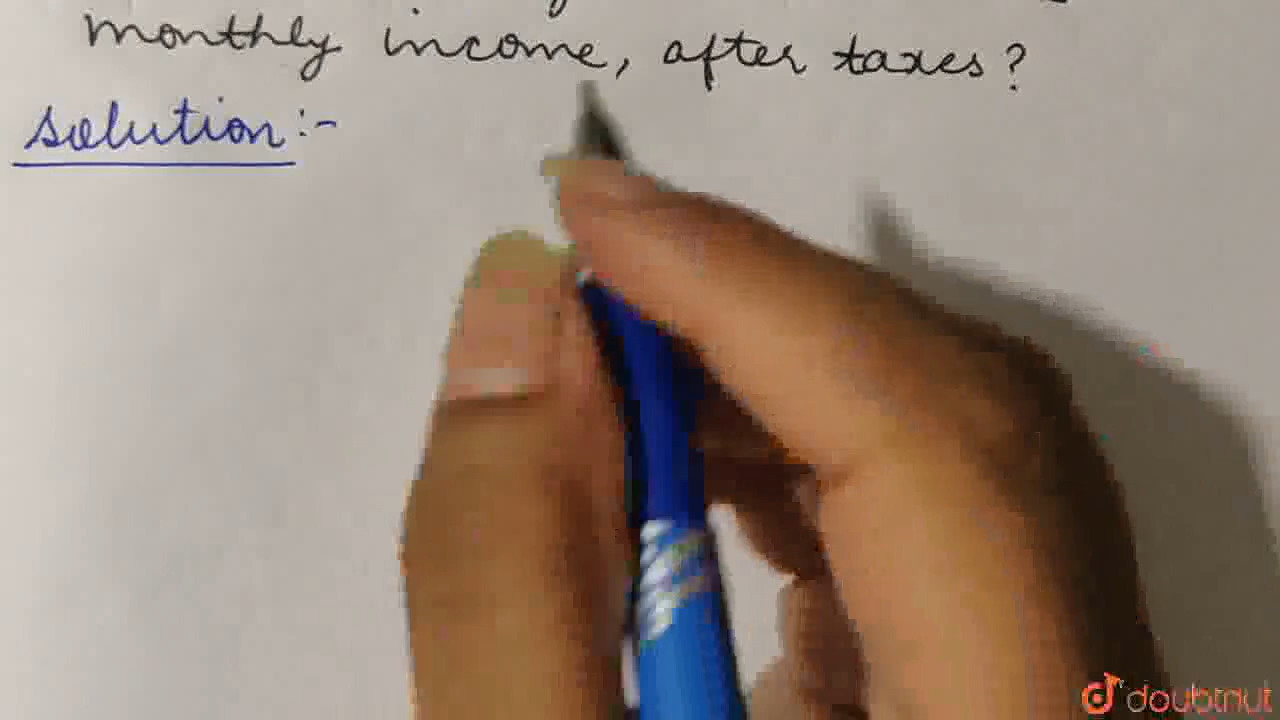 monthly income, after taxes?
Solution:-
doubtnut